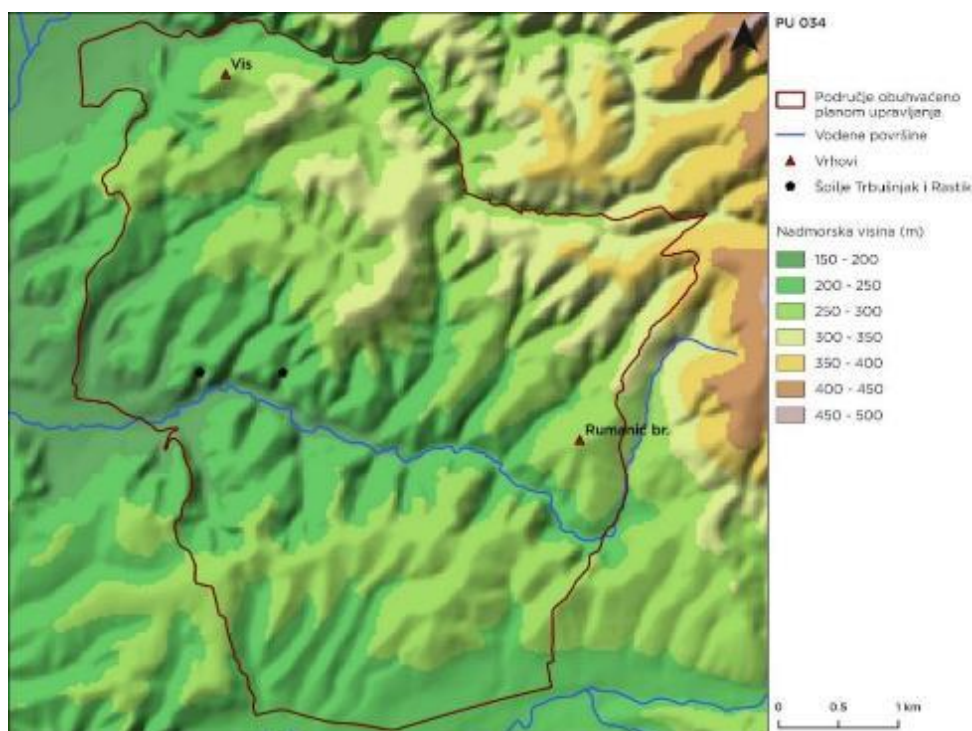 Vis
Rumanić br.
PU 034
Područje obuhvaćeno
planom upravljanja
Vodene površine
Vrhovi
Špilje Trbušnjak i Rastik
Nadmorska visina (m)
150 - 200
200 - 250
250 - 300
300 - 350
350 - 400
400 - 450
450 - 500
0 0.5 1 km